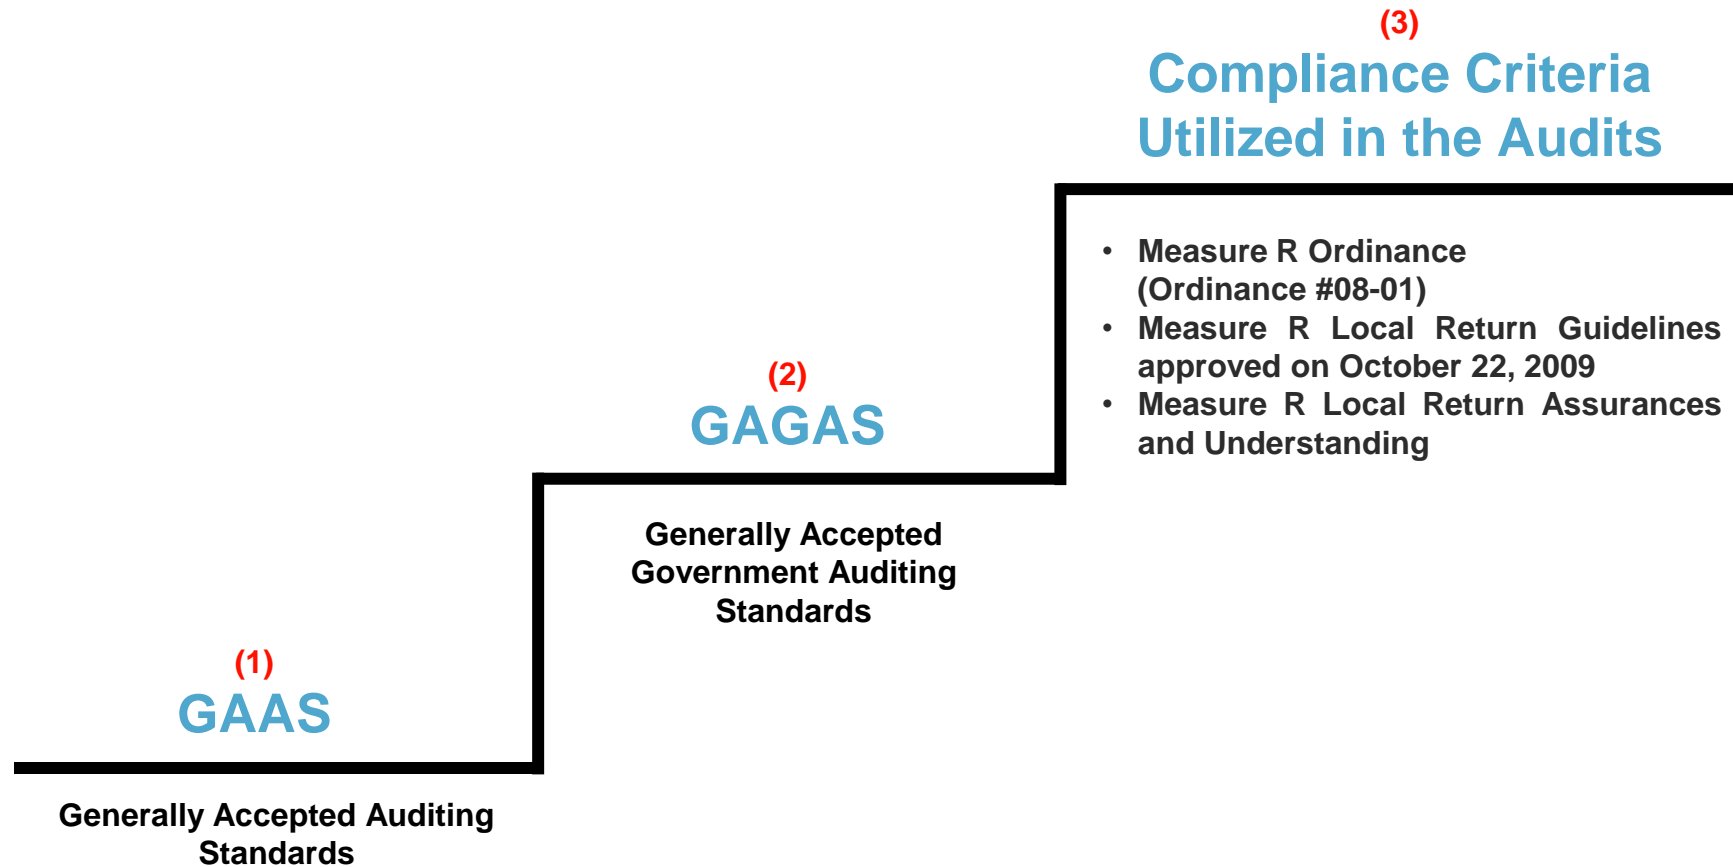 (1)
GAAS
Generally Accepted Auditing
Standards
(2)
GAGAS
Generally Accepted
Government Auditing
Standards
(3)
Compliance Criteria
Utilized in the Audits
• Measure R Ordinance
(Ordinance #08-01)
• Measure R Local Return Guidelines
approved on October 22, 2009
• Measure R Local Return Assurances
and Understanding